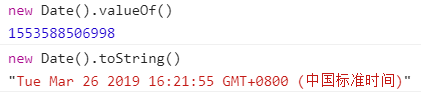 new Date().valueOf()
1553588506998
new Date().toString()
"Tue Mar 26 2019 16:21:55 GMT+0800 (中国标准时间)"